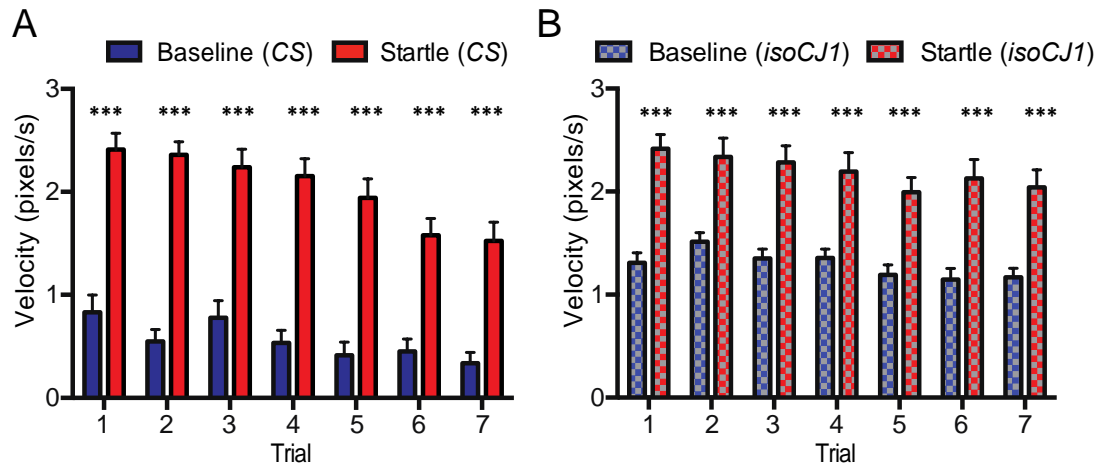 A
Baseline (CS) Startle (CS)
Velocity (pixels/s)
3
2
1
0
*** *** *** *** *** *** ***
1 2 3 4 5 6 7
Trial
B
Baseline (isoCJ1) Startle (isoCJ1)
Velocity (pixels/s)
3
2
1
0
*** *** *** *** *** *** ***
1 2 3 4 5 6 7
Trial